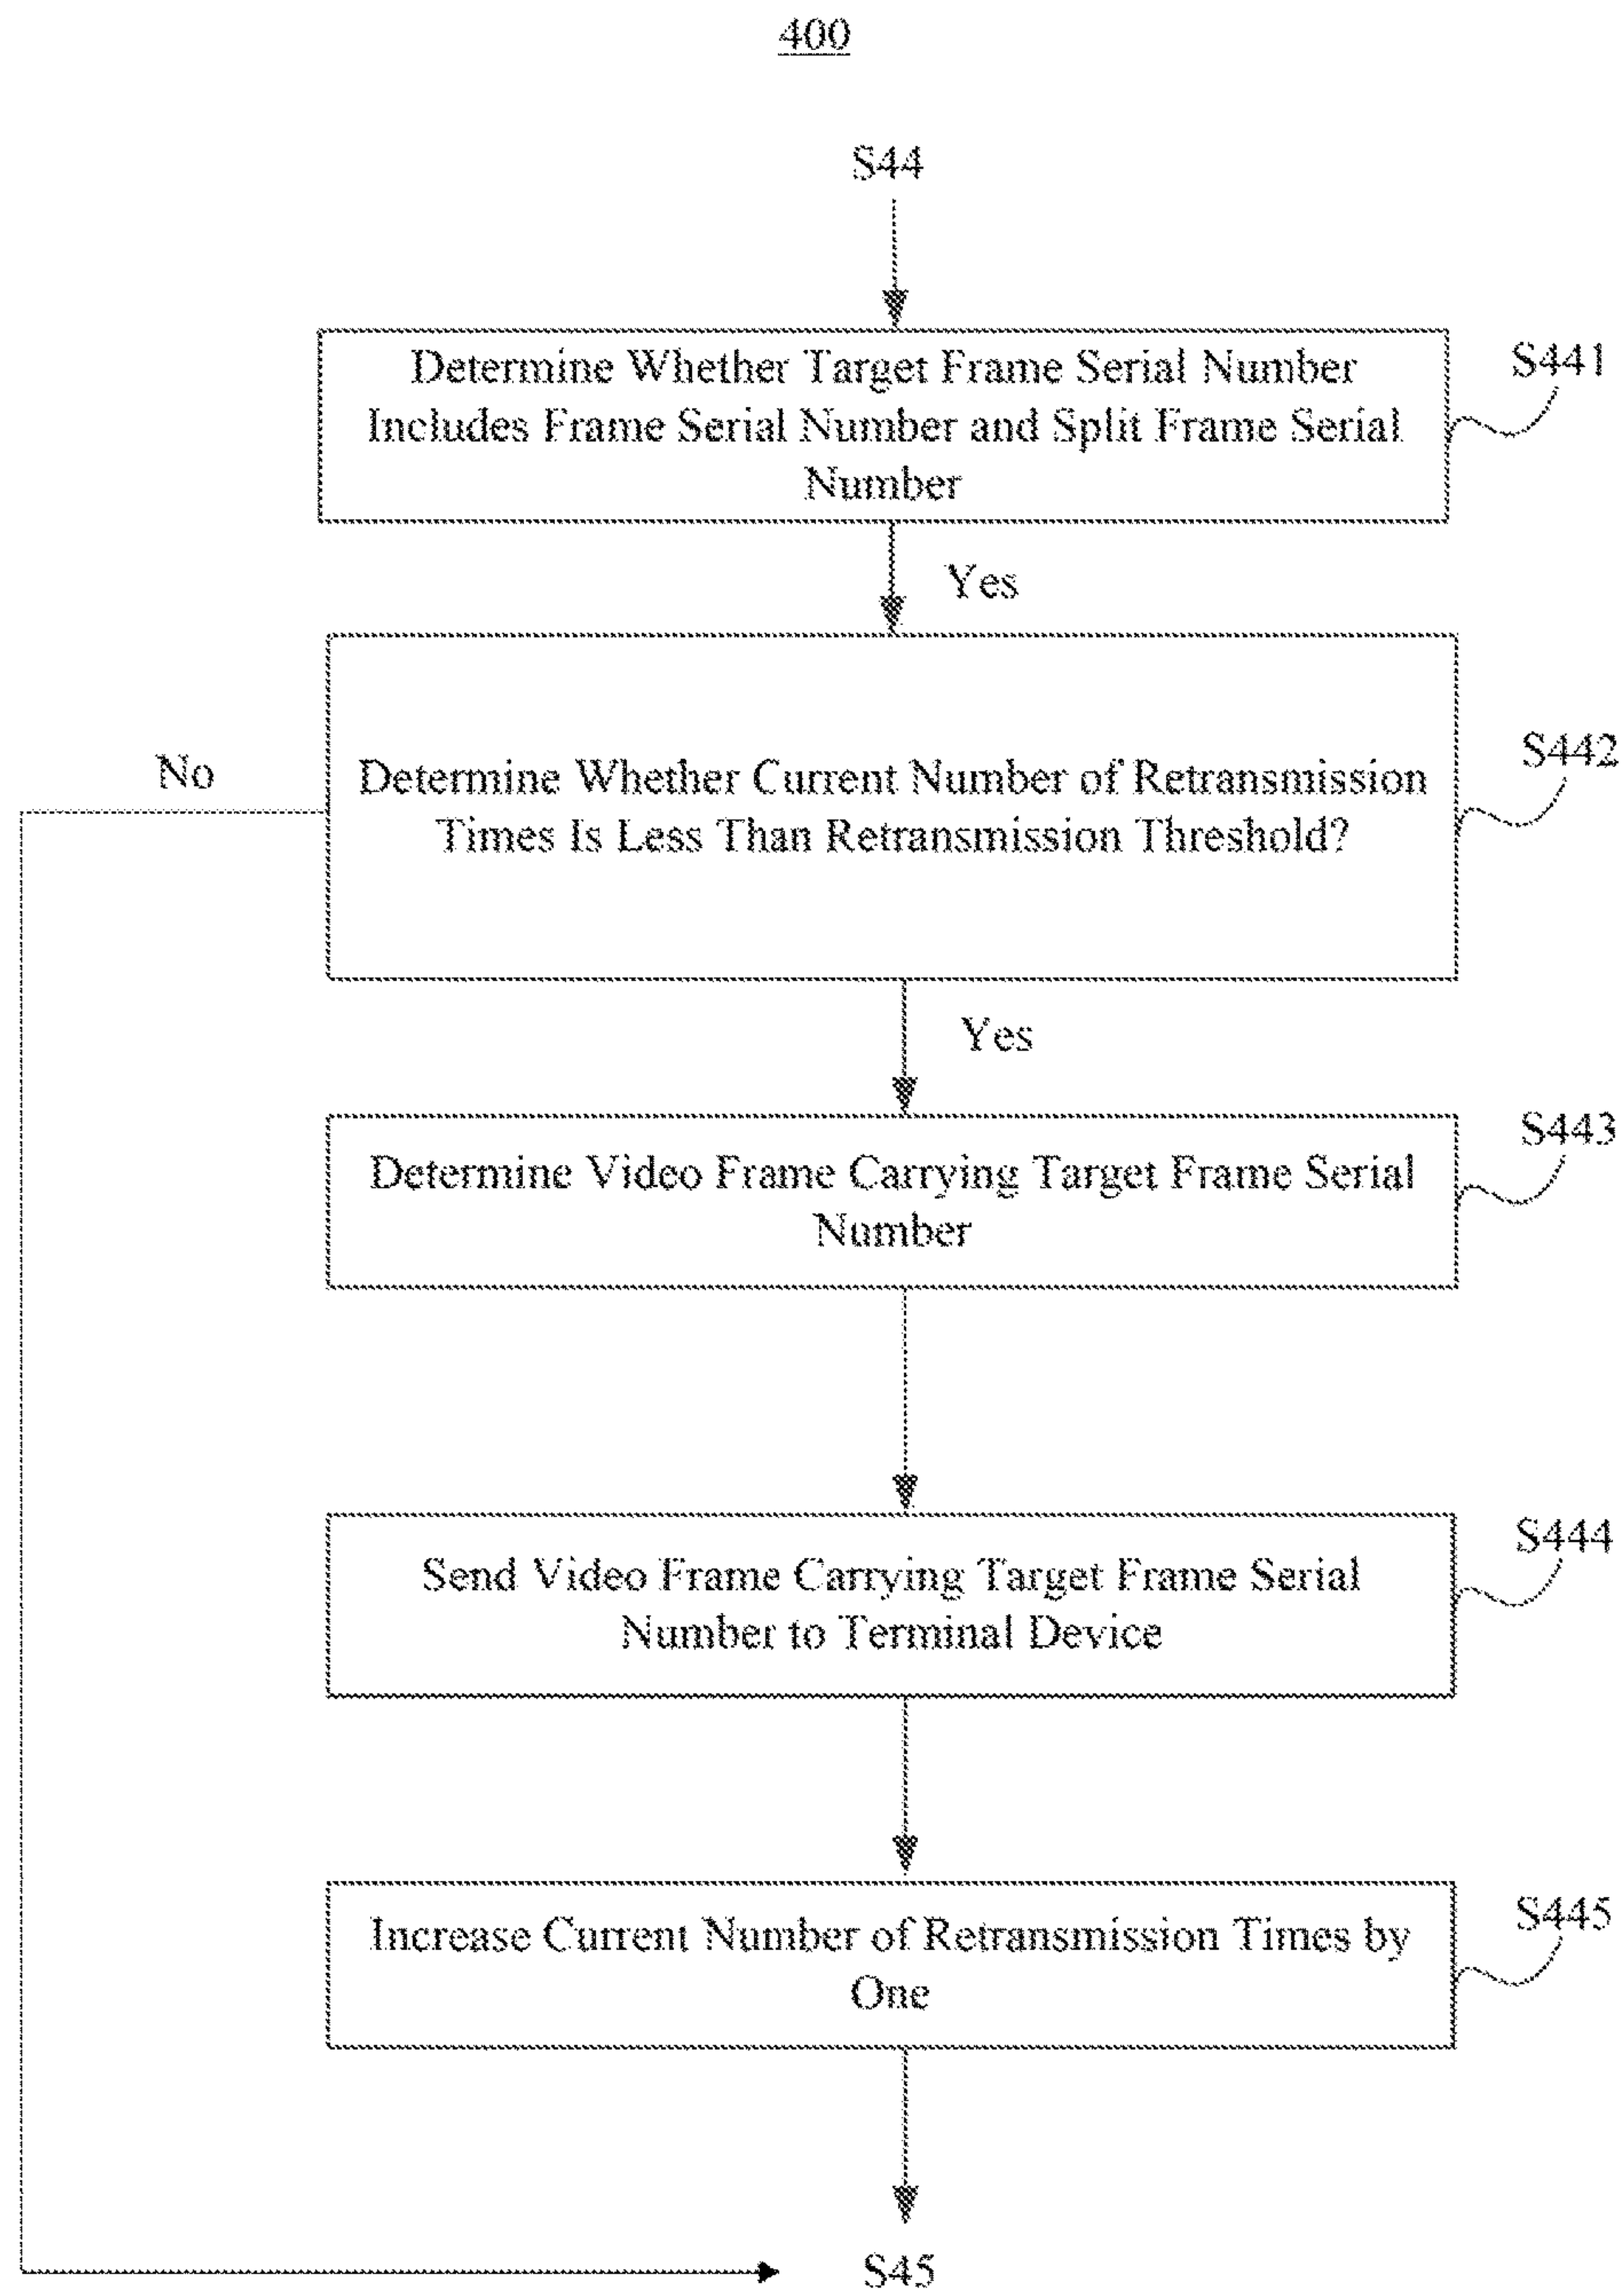 400
S44
Determine Whether Target Frame Serial Number
Includes Frame Serial Number and Split Frame Serial
Number
S441
Yes
No
Determine Whether Current Number of Retransmission
Times Is Less Than Retransmission Threshold?
S442
Yes
Determine Video Frame Carrying Target Frame Serial
Number
S443
Send Video Frame Carrying Target Frame Serial
Number to Terminal Device
S444
Increase Current Number of Retransmission Times by
One
S445
S45